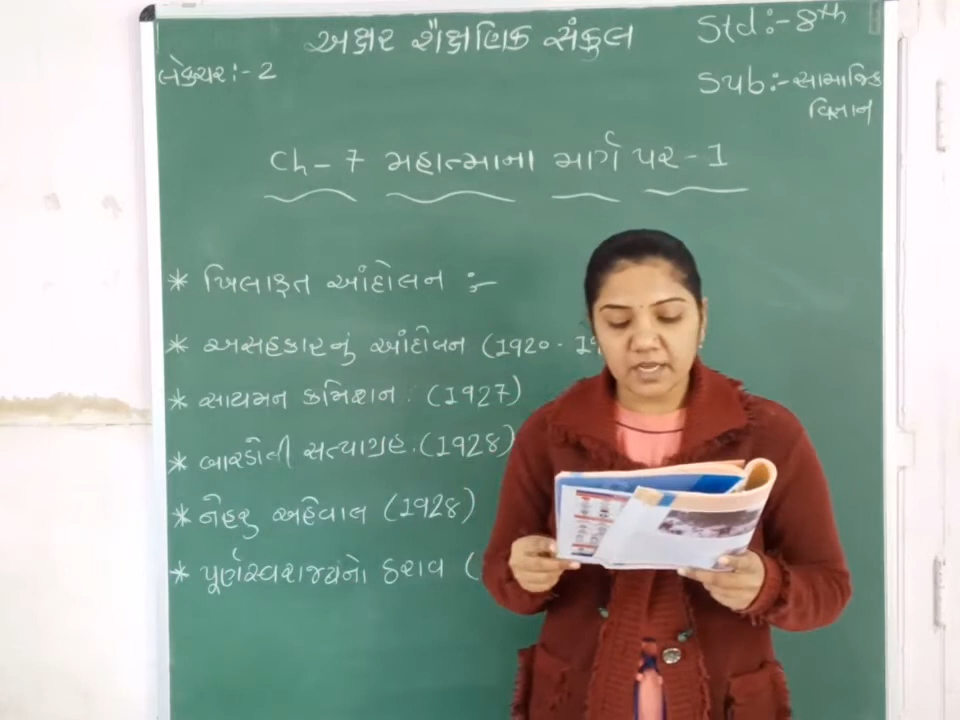 અક્ષર શૈક્ષણિક સંકુલ
Std:- 8th
લેક્ચર:- 2
Sub:- સામાજિક
વિજ્ઞાન
Ch - 7 મહાત્માના માર્ગે પર - 1
* ખિલાફત આંદોલન :-
* અસહકારનું આંદોલન (1920 - 19
* સાયમન કમિશન : (1927)
* બારડોલી સત્યાગ્રહ. (1928)
* નેહરુ અહેવાલ (1928)
* પૂર્ણસ્વરાજ્યનો ઠરાવ (